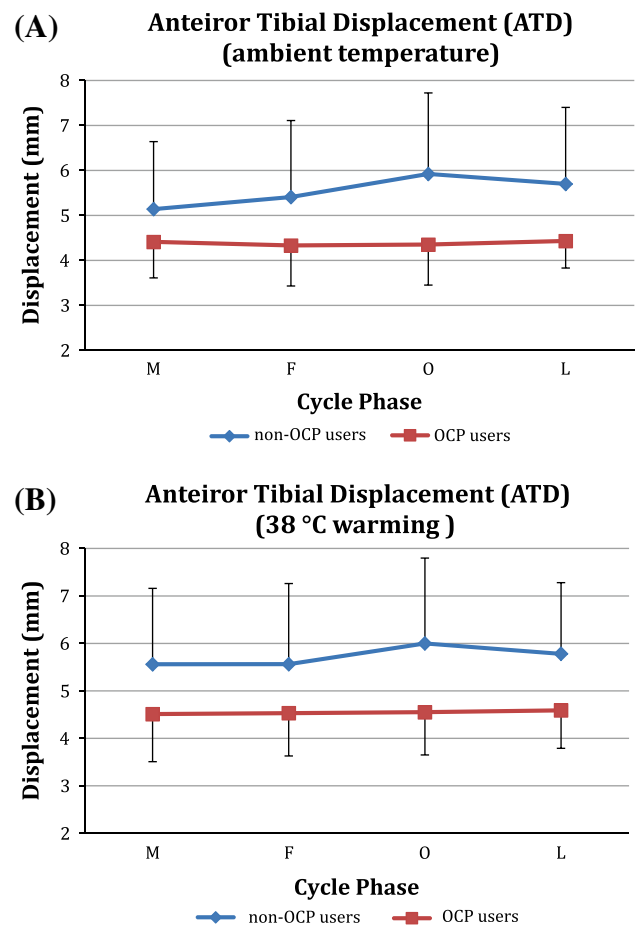 (A)
Anteiror Tibial Displacement (ATD)
(ambient temperature)
Displacement (mm)
8
7
6
5
4
3
2
M F O L
Cycle Phase
non-OCP users OCP users
(B)
Anteiror Tibial Displacement (ATD)
(38 °C warming )
Displacement (mm)
8
7
6
5
4
3
2
M F O L
Cycle Phase
non-OCP users OCP users